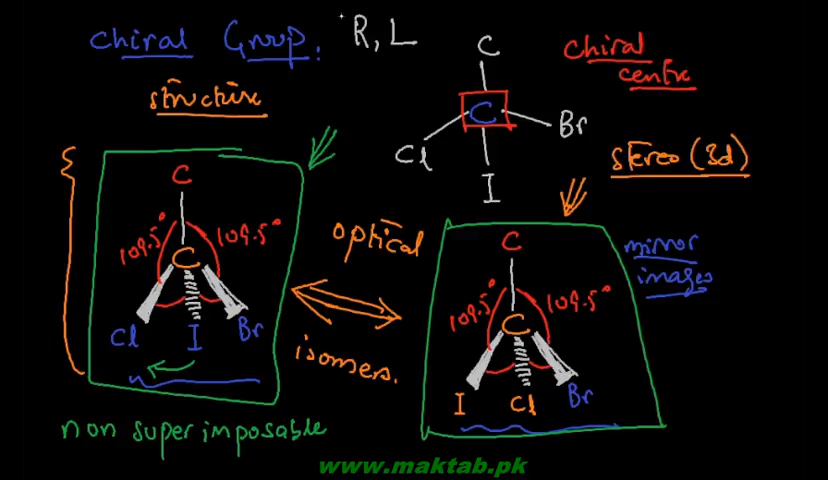 chiral Group: R, L
structure
C
C
Cl
Br
I
chiral
centre
stereo (3d)
C
109.5°
109.5°
C
Cl
I
Br
non superimposable
optical
isomers.
mirror
images
C
109.5°
109.5°
C
I
Cl
Br
www.maktab.pk